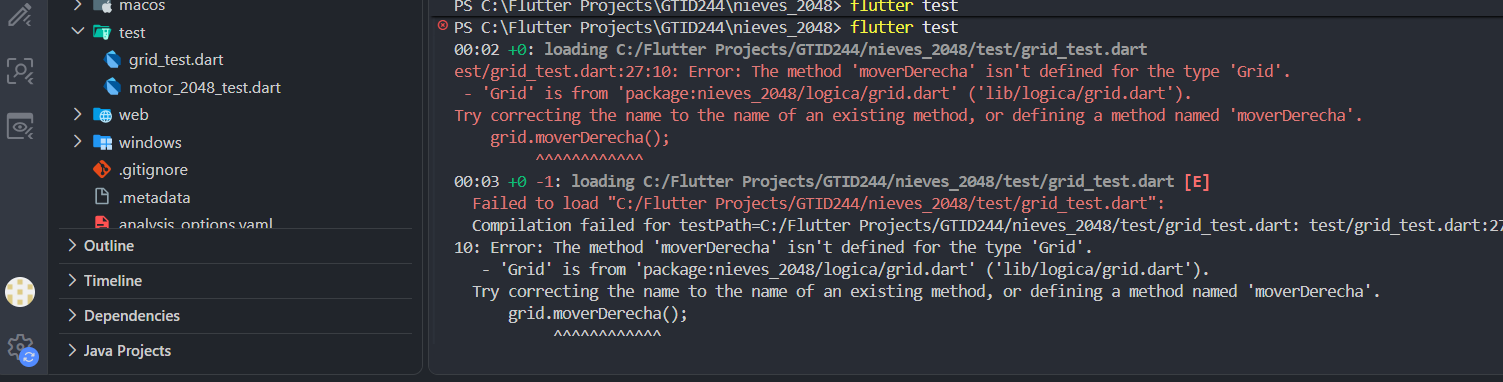 macos
test
grid_test.dart
motor_2048_test.dart
web
windows
.gitignore
.metadata
analysis_options.yaml
Outline
Timeline
Dependencies
Java Projects
PS C:\Flutter Projects\GTID244\nieves_2048> flutter test
PS C:\Flutter Projects\GTID244\nieves_2048> flutter test
00:02 +0: loading C:/Flutter Projects/GTID244/nieves_2048/test/grid_test.dart
est/grid_test.dart:27:10: Error: The method 'moverDerecha' isn't defined for the type 'Grid'.
- 'Grid' is from 'package:nieves_2048/logica/grid.dart' ('lib/logica/grid.dart').
Try correcting the name to the name of an existing method, or defining a method named 'moverDerecha'.
grid.moverDerecha();
^^^^^^^^^^^^
00:03 +0 -1: loading C:/Flutter Projects/GTID244/nieves_2048/test/grid_test.dart [E]
Failed to load "C:/Flutter Projects/GTID244/nieves_2048/test/grid_test.dart":
Compilation failed for testPath=C:/Flutter Projects/GTID244/nieves_2048/test/grid_test.dart: test/grid_test.dart:27
10: Error: The method 'moverDerecha' isn't defined for the type 'Grid'.
- 'Grid' is from 'package:nieves_2048/logica/grid.dart' ('lib/logica/grid.dart').
Try correcting the name to the name of an existing method, or defining a method named 'moverDerecha'.
grid.moverDerecha();
^^^^^^^^^^^^